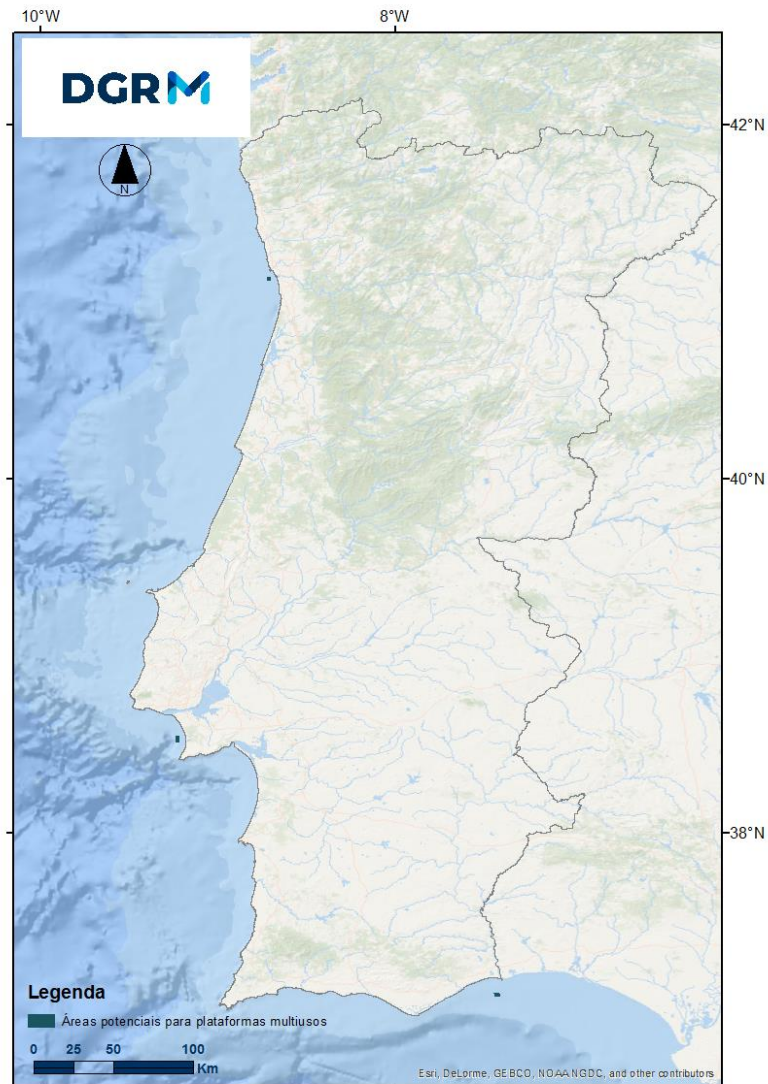 10°W 8°W
DGRM
42°N
N
40°N
38°N
Legenda
Áreas potenciais para plataformas multiusos
0 25 50 100
Km
Esri, DeLorme, GEBCO, NOAA NGDC, and other contributors